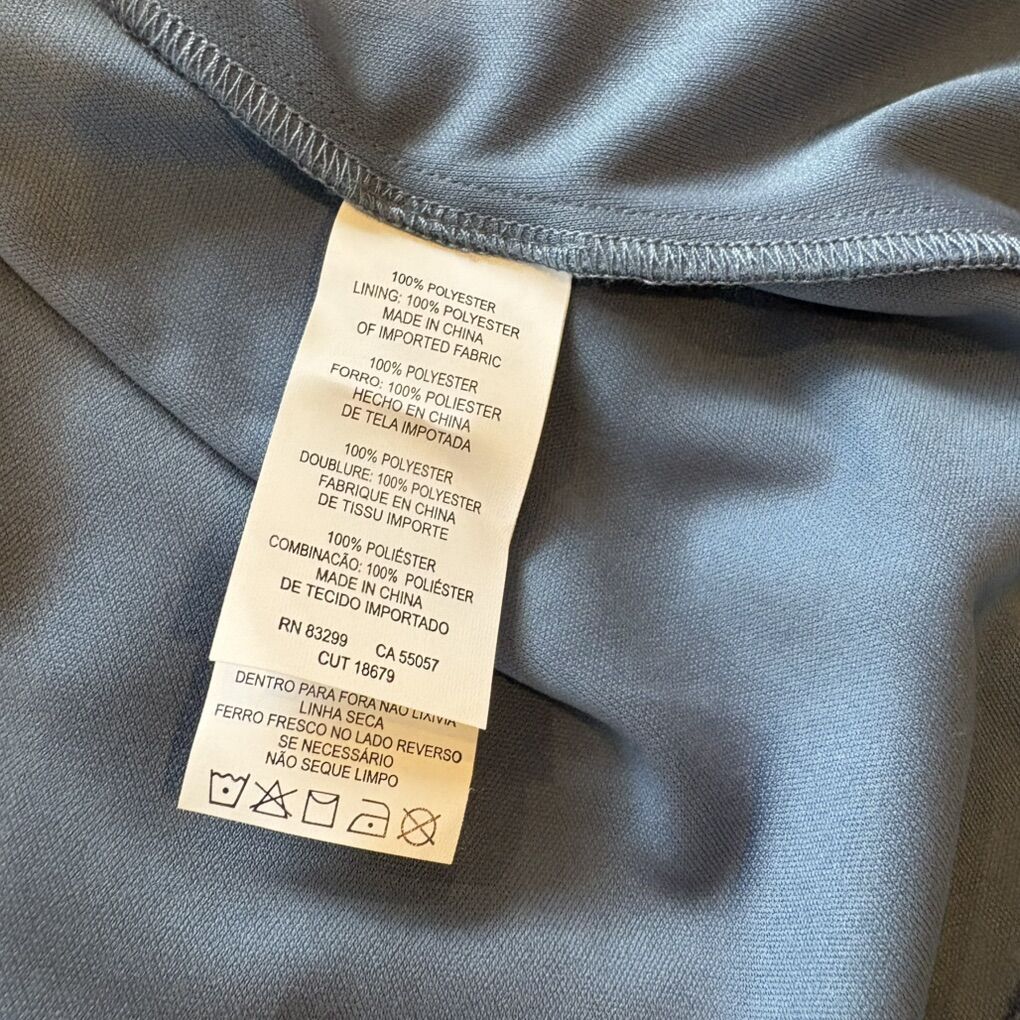 100% POLYESTER
LINING: 100% POLYESTER
MADE IN CHINA
OF IMPORTED FABRIC
100% POLYESTER
FORRO: 100% POLIESTER
HECHO EN CHINA
DE TELA IMPOTADA
100% POLYESTER
DOUBLURE: 100% POLYESTER
FABRIQUE EN CHINA
DE TISSU IMPORTE
100% POLIÉSTER
COMBINAÇÃO: 100% POLIÉSTER
MADE IN CHINA
DE TECIDO IMPORTADO
RN 83299 CA 55057
CUT 18679
DENTRO PARA FORA NAO LIXIVIA
LINHA SECA
FERRO FRESCO NO LADO REVERSO
SE NECESSÁRIO
NÃO SEQUE LIMPO